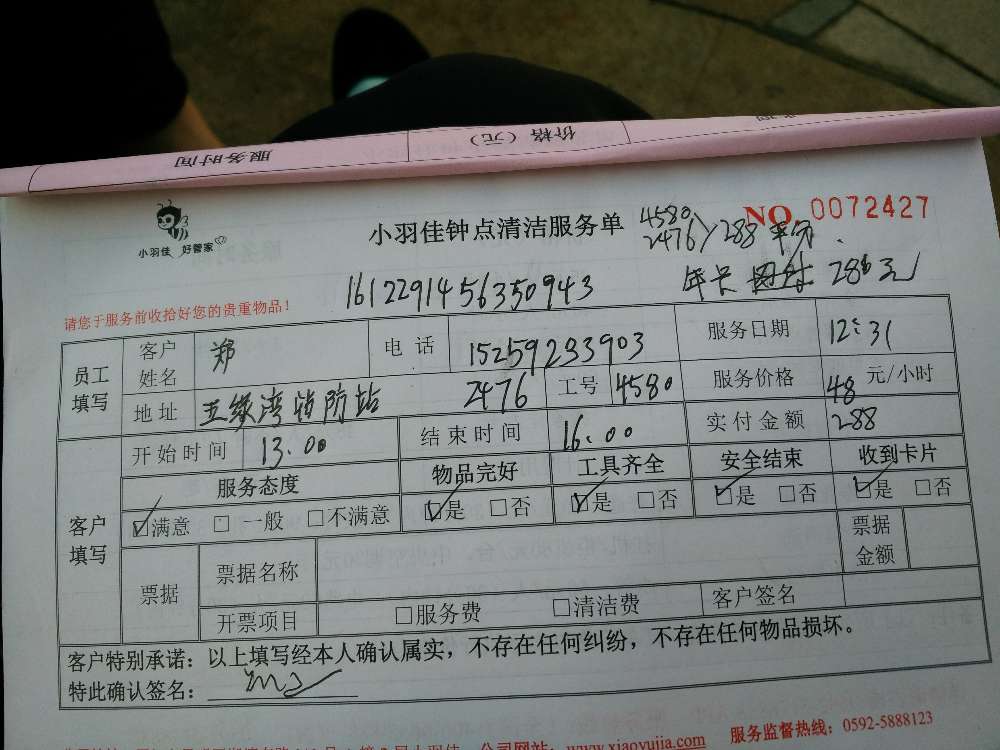 服务时间 价格（元）
小羽佳 好管家
小羽佳钟点清洁服务单
NO. 0072427
4580
2476 288 平分
1612291456350943
年卡 288元
请您于服务前收拾好您的贵重物品！
员工填写 客户姓名 郑 电话 15259233903 服务日期 12.31
地址 五缘湾消防站 2476 工号 4580 服务价格 48 元/小时
开始时间 13.00 结束时间 16.00 实付金额 288
客户填写 服务态度 物品完好 工具齐全 安全结束 收到卡片
☑满意 □一般 □不满意 ☑是 □否 ☑是 □否 ☑是 □否 ☑是 □否
票据 票据名称 票据金额
开票项目 □服务费 □清洁费 客户签名
客户特别承诺：以上填写经本人确认属实，不存在任何纠纷，不存在任何物品损坏。
特此确认签名：
公司网站：www.xiaoyujia.com 服务监督热线：0592-5888123